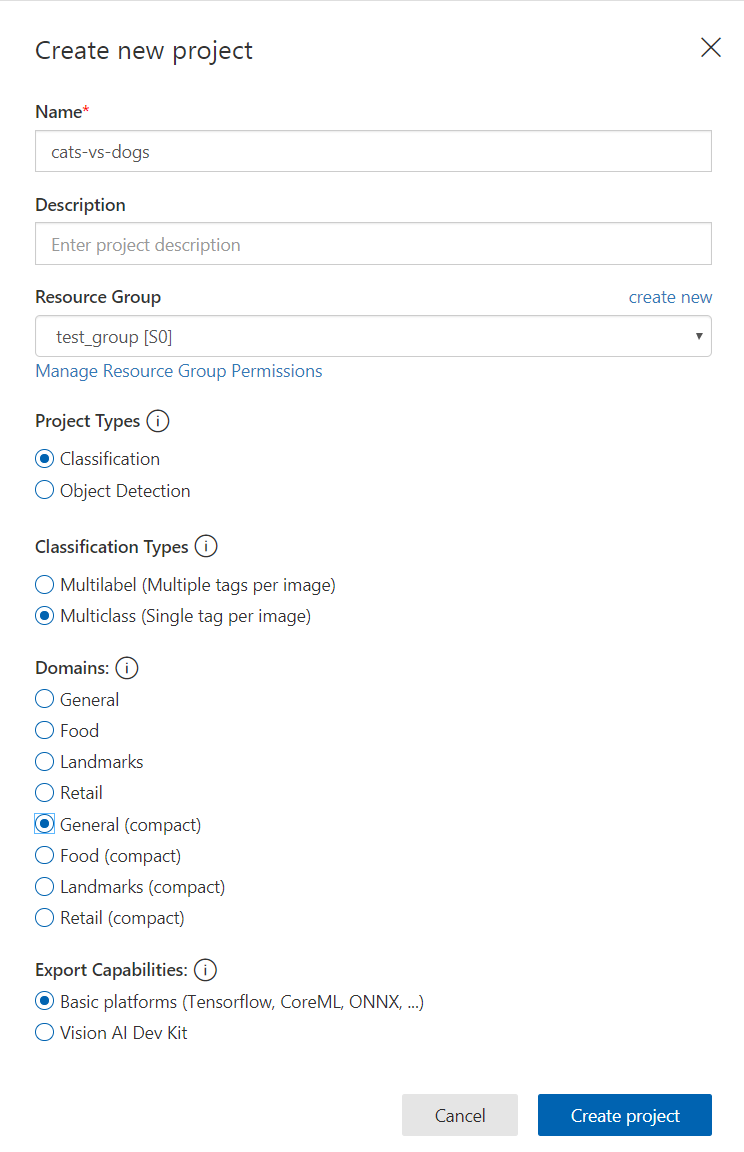 Create new project
Name*
cats-vs-dogs
Description
Enter project description
Resource Group create new
test_group [S0]
Manage Resource Group Permissions
Project Types i
Classification
Object Detection
Classification Types i
Multilabel (Multiple tags per image)
Multiclass (Single tag per image)
Domains: i
General
Food
Landmarks
Retail
General (compact)
Food (compact)
Landmarks (compact)
Retail (compact)
Export Capabilities: i
Basic platforms (Tensorflow, CoreML, ONNX, ...)
Vision AI Dev Kit
Cancel Create project